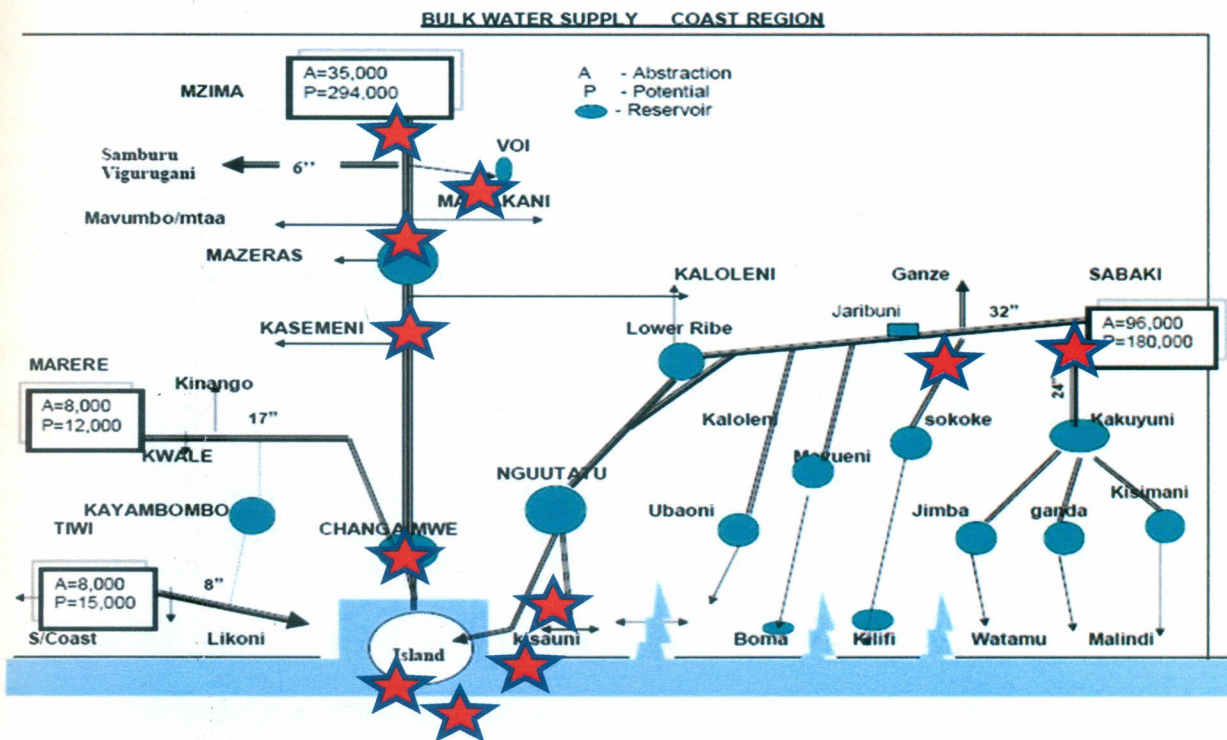 BULK WATER SUPPLY COAST REGION
A=35,000
P=294,000
MZIMA
A - Abstraction
P - Potential
- Reservoir
Samburu
Vigurugani
6’’
VOI
Mavumbo/mtaa
MAZERAS
KALOLENI
Ganze
SABAKI
Jaribuni
32”
KASEMENI
Lower Ribe
A=96,000
P=180,000
24”
MARERE
Kinango
A=8,000
P=12,000
17”
KWALE
Kaloleni
sokoke
Kakuyuni
NGUUTATU
KAYAMBOMBO
TIWI
CHANGAMWE
Ubaoni
Jimba
ganda
Kisimani
A=8,000
P=15,000
8”
S/Coast
Likoni
Island
kisauni
Boma
Kilifi
Watamu
Malindi